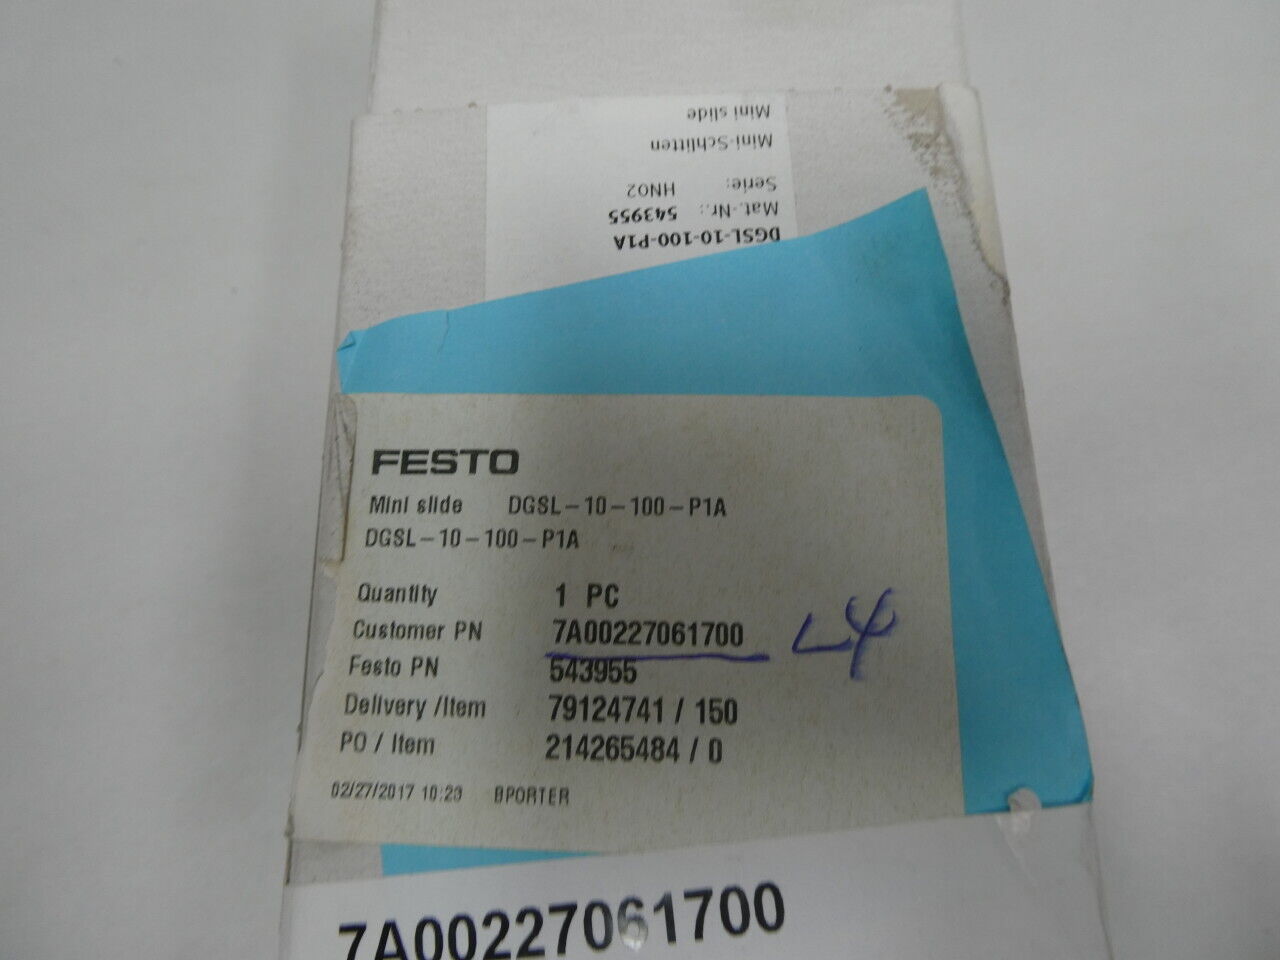 Mini slide
Mini-Schlitten
Serie: HN02
Mat.-Nr.: 543955
DGSL-10-100-P1A
FESTO
Mini slide DGSL-10-100-P1A
DGSL-10-100-P1A
Quantity 1 PC
Customer PN 7A00227061700 L4
Festo PN 543955
Delivery /Item 79124741 / 150
PO / Item 214265484 / 0
02/27/2017 10:23 BPORTER
7A00227061700